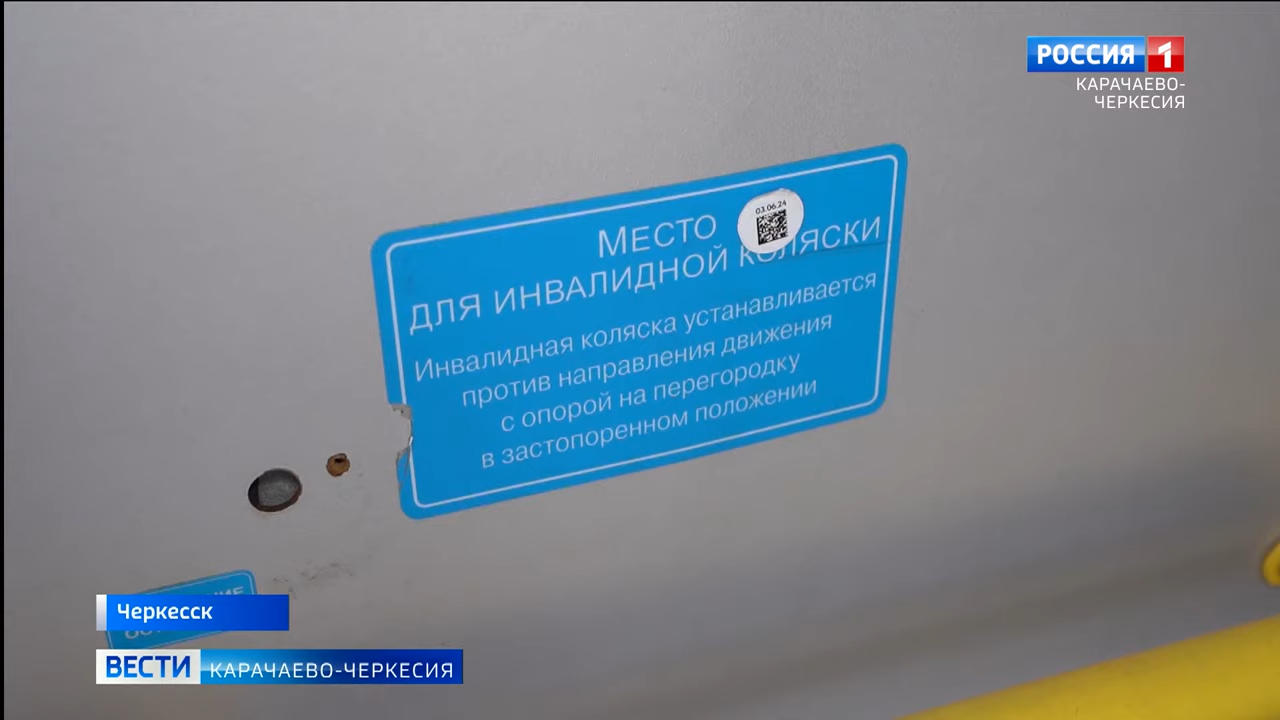 РОССИЯ 1
КАРАЧАЕВО-
ЧЕРКЕСИЯ
03.06.24
МЕСТО
ДЛЯ ИНВАЛИДНОЙ КОЛЯСКИ
Инвалидная коляска устанавливается
против направления движения
с опорой на перегородку
в застопоренном положении
Черкесск
ВЕСТИ КАРАЧАЕВО-ЧЕРКЕСИЯ